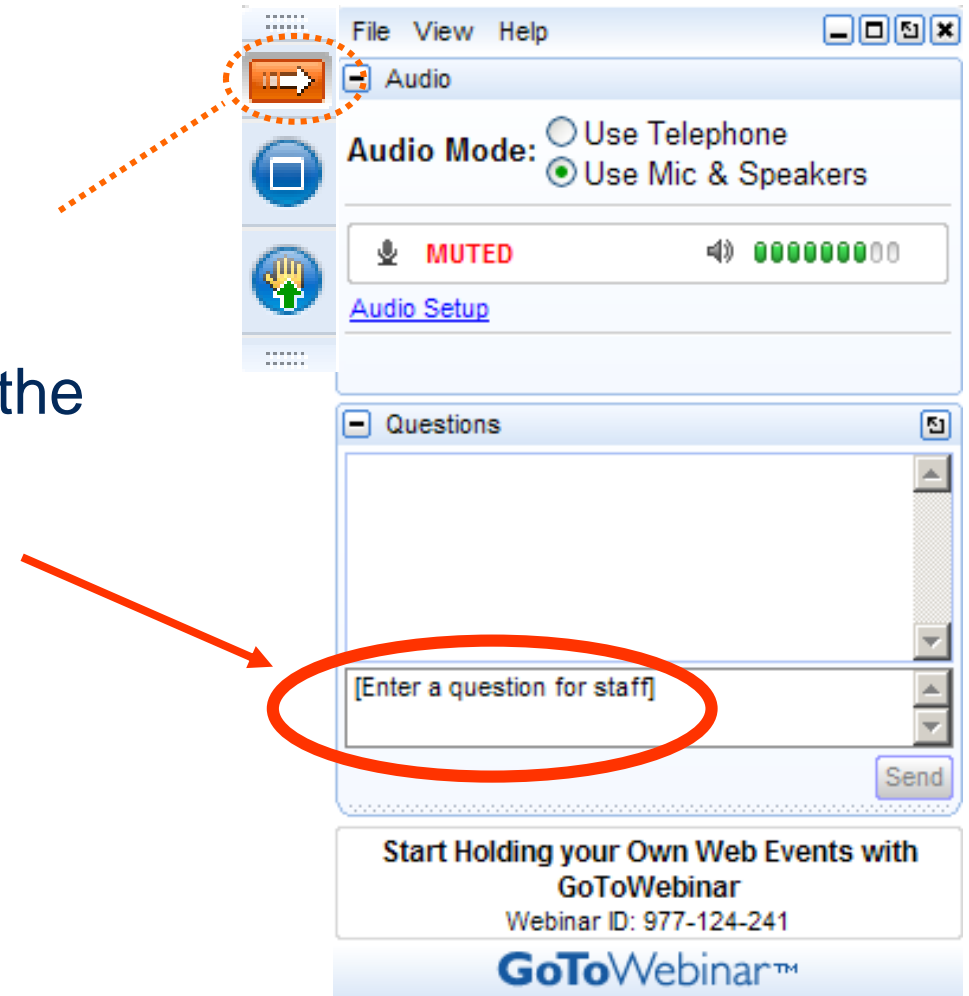 File View Help
Audio
Audio Mode: Use Telephone
Use Mic & Speakers
MUTED
Audio Setup
the
Questions
[Enter a question for staff]
Send
Start Holding your Own Web Events with
GoToWebinar
Webinar ID: 977-124-241
GoToWebinar™